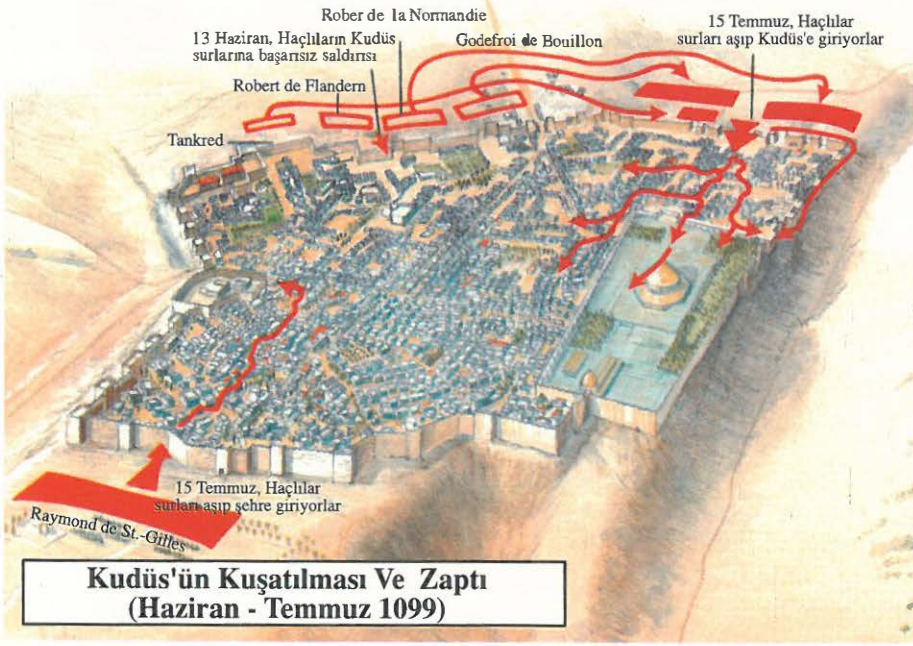 Rober de la Normandie
13 Haziran, Haçlıların Kudüs
surlarına başarısız saldırısı
Godefroi de Bouillon
15 Temmuz, Haçlılar
surları aşıp Kudüs'e giriyorlar
Robert de Flandern
Tankred
15 Temmuz, Haçlılar
surları aşıp şehre giriyorlar
Raymond de St.-Gilles
Kudüs'ün Kuşatılması Ve Zaptı
(Haziran - Temmuz 1099)